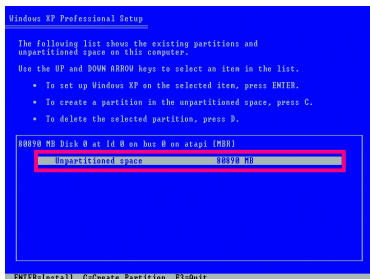 Windows XP Professional Setup
The following list shows the existing partitions and
unpartitioned space on this computer.
Use the UP and DOWN ARROW keys to select an item in the list.
• To set up Windows XP on the selected item, press ENTER.
• To create a partition in the unpartitioned space, press C.
• To delete the selected partition, press D.
80890 MB Disk 0 at Id 0 on bus 0 on atapi [MBR]
Unpartitioned space 80890 MB
ENTER=Install C=Create Partition F3=Quit